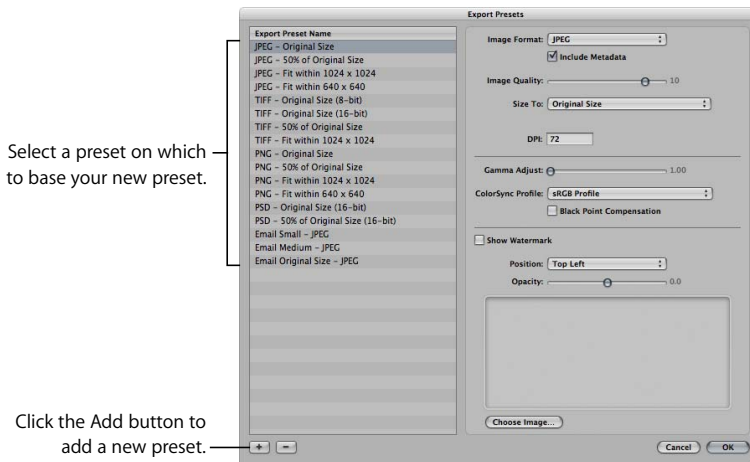 Export Presets
Export Preset Name
JPEG – Original Size
JPEG – 50% of Original Size
JPEG – Fit within 1024 x 1024
JPEG – Fit within 640 x 640
TIFF – Original Size (8-bit)
TIFF – Original Size (16-bit)
TIFF – 50% of Original Size
TIFF – Fit within 1024 x 1024
PNG – Original Size
PNG – 50% of Original Size
PNG – Fit within 1024 x 1024
PNG – Fit within 640 x 640
PSD – Original Size (16-bit)
PSD – 50% of Original Size (16-bit)
Email Small – JPEG
Email Medium – JPEG
Email Original Size – JPEG
Select a preset on which
to base your new preset.
Click the Add button to
add a new preset.
+ –
Image Format: JPEG
Include Metadata
Image Quality: 10
Size To: Original Size
DPI: 72
Gamma Adjust: 1.00
ColorSync Profile: sRGB Profile
Black Point Compensation
Show Watermark
Position: Top Left
Opacity: 0.0
Choose Image...
Cancel OK